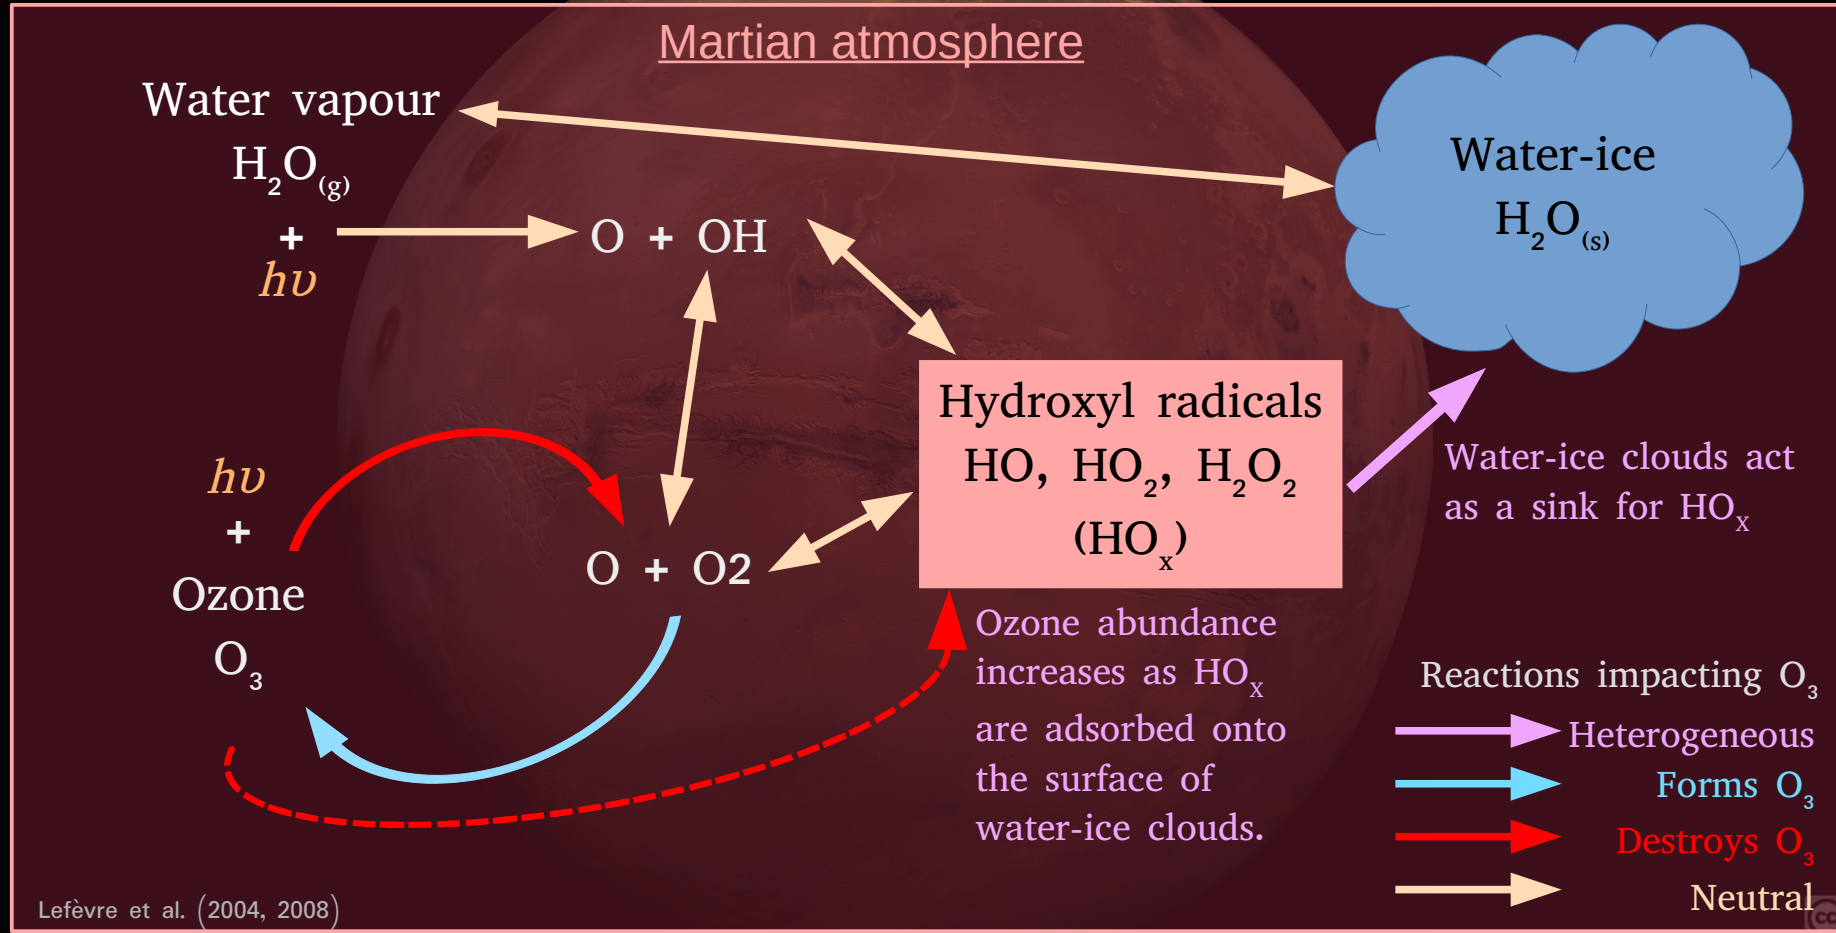 Martian atmosphere
Water vapour
H₂O₍g₎
+
hυ
O + OH
Water-ice
H₂O₍s₎
hυ
+
Ozone
O₃
O + O2
Hydroxyl radicals
HO, HO₂, H₂O₂
(HOₓ)
Water-ice clouds act
as a sink for HOₓ
Ozone abundance
increases as HOₓ
are adsorbed onto
the surface of
water-ice clouds.
Reactions impacting O₃
Heterogeneous
Forms O₃
Destroys O₃
Neutral
Lefèvre et al. (2004, 2008)
cc